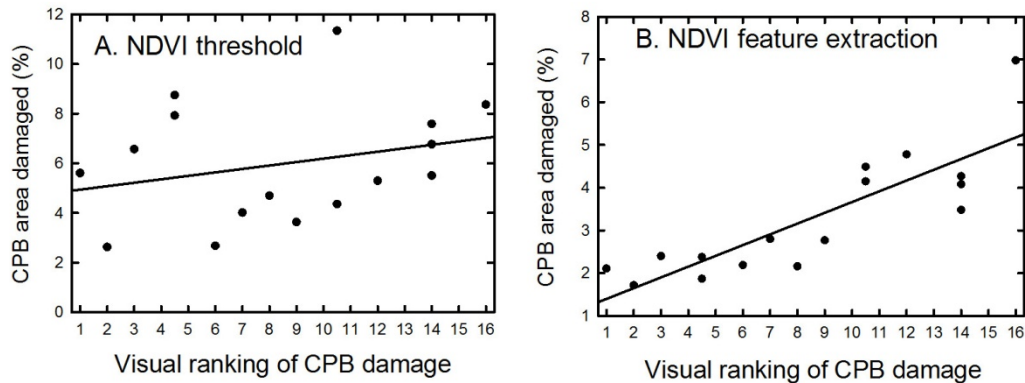 A. NDVI threshold
CPB area damaged (%)
12
10
8
6
4
2
0
1 2 3 4 5 6 7 8 9 10 11 12 13 14 15 16
Visual ranking of CPB damage
B. NDVI feature extraction
CPB area damaged (%)
8
7
6
5
4
3
2
1
1 2 3 4 5 6 7 8 9 10 11 12 13 14 15 16
Visual ranking of CPB damage